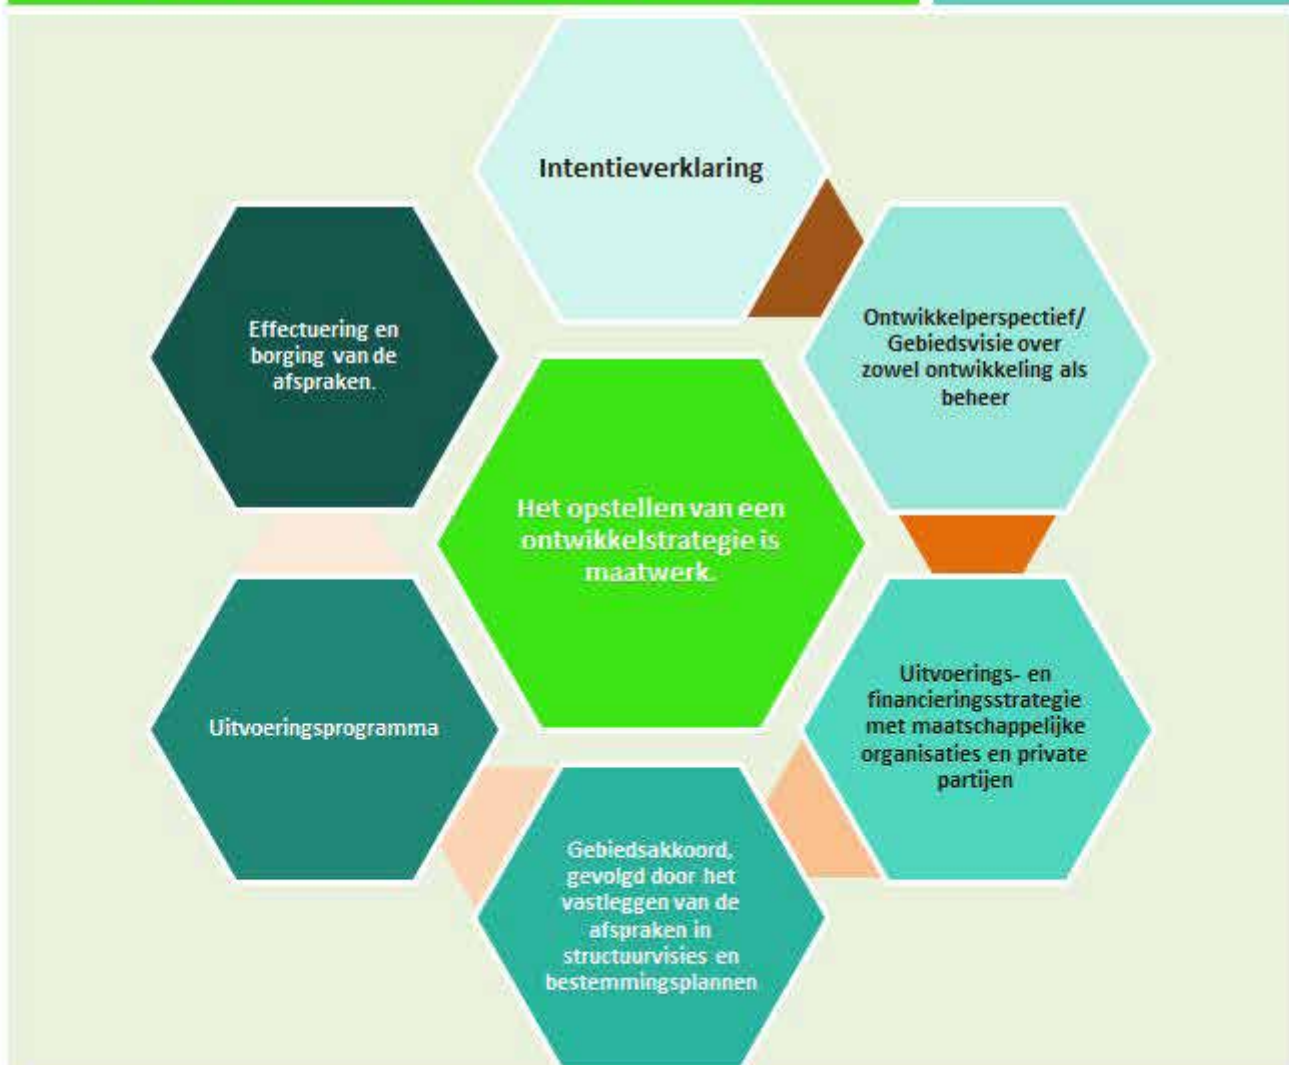 Intentieverklaring
Ontwikkelperspectief/
Gebiedsvisie over
zowel ontwikkeling als
beheer
Uitvoerings- en
financieringsstrategie
met maatschappelijke
organisaties en private
partijen
Gebiedsakkoord,
gevolgd door het
vastleggen van de
afspraken in
structuurvisies en
bestemmingsplannen
Uitvoeringsprogramma
Effectuering en
borging van de
afspraken.
Het opstellen van een
ontwikkelstrategie is
maatwerk.